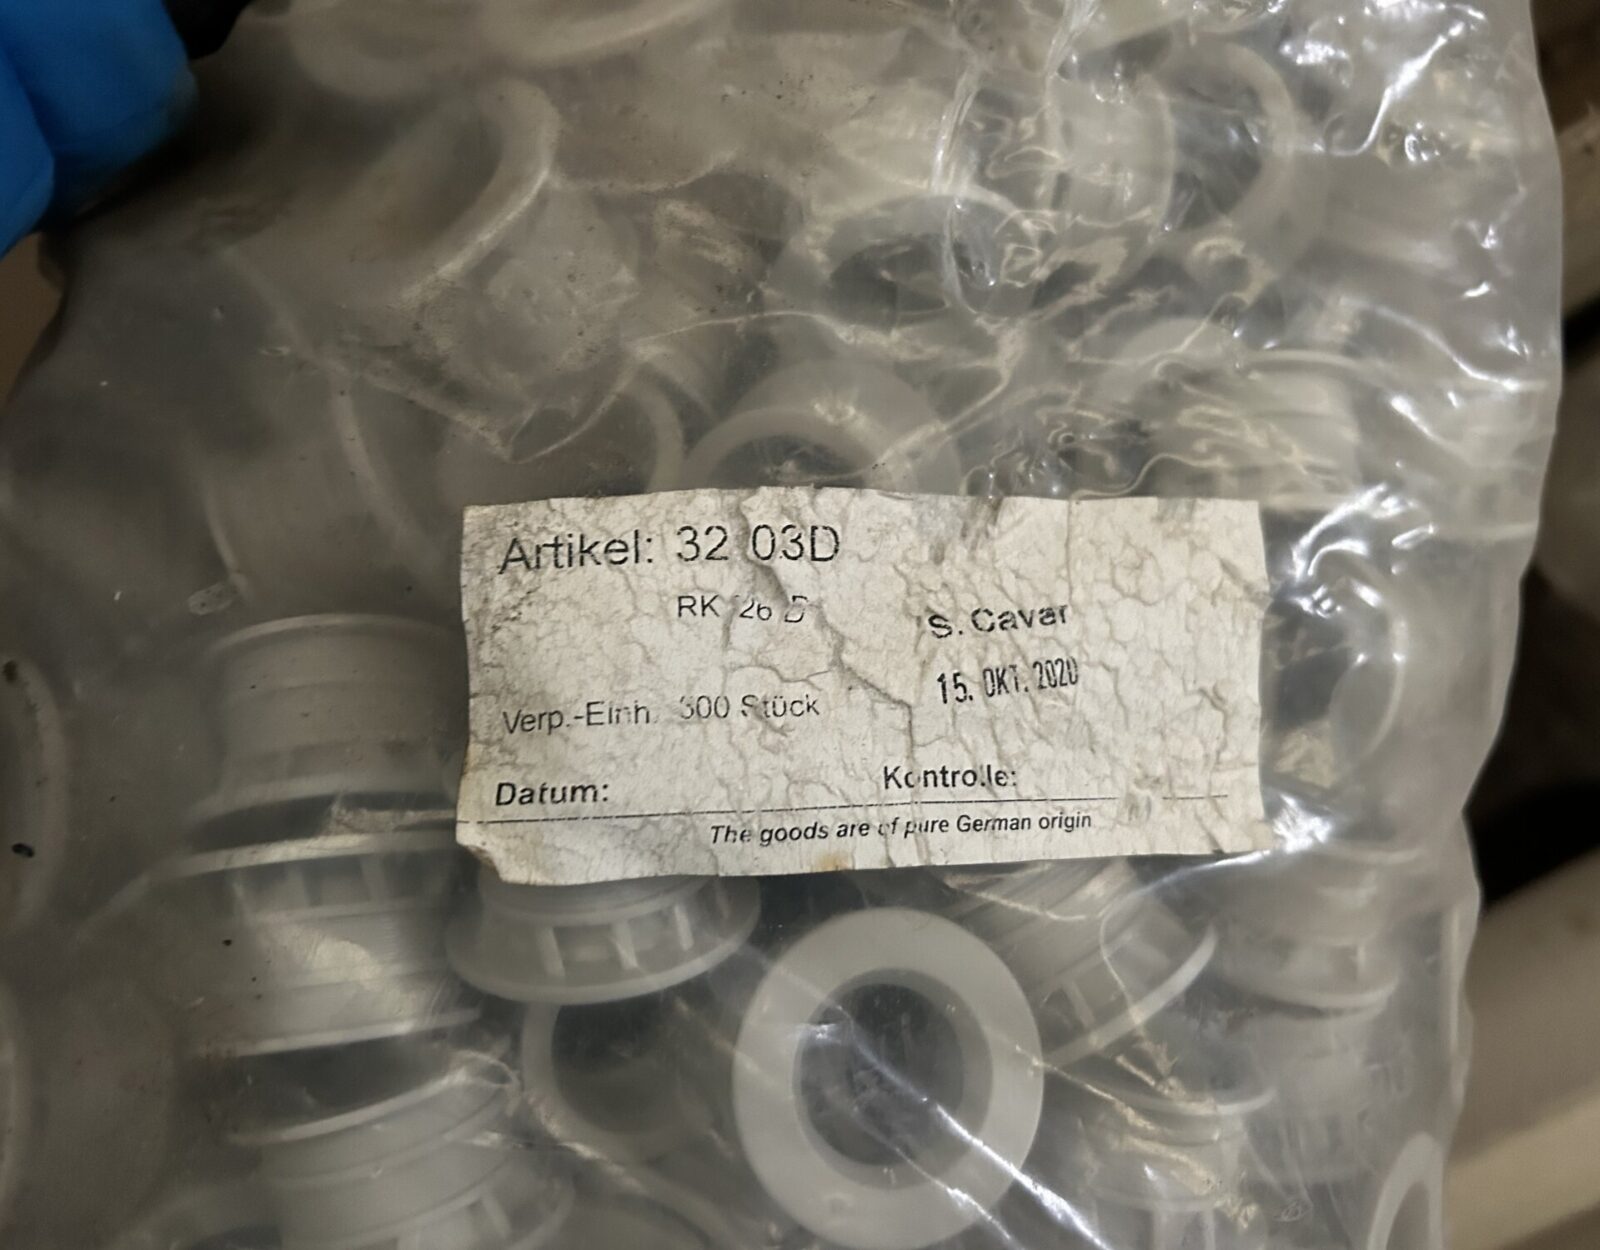 Artikel: 32 03D
RK 26 D
S. Cavar
Verp.-Einh. 300 Stück
15. OKT. 2020
Datum:
Kontrolle:
The goods are of pure German origin